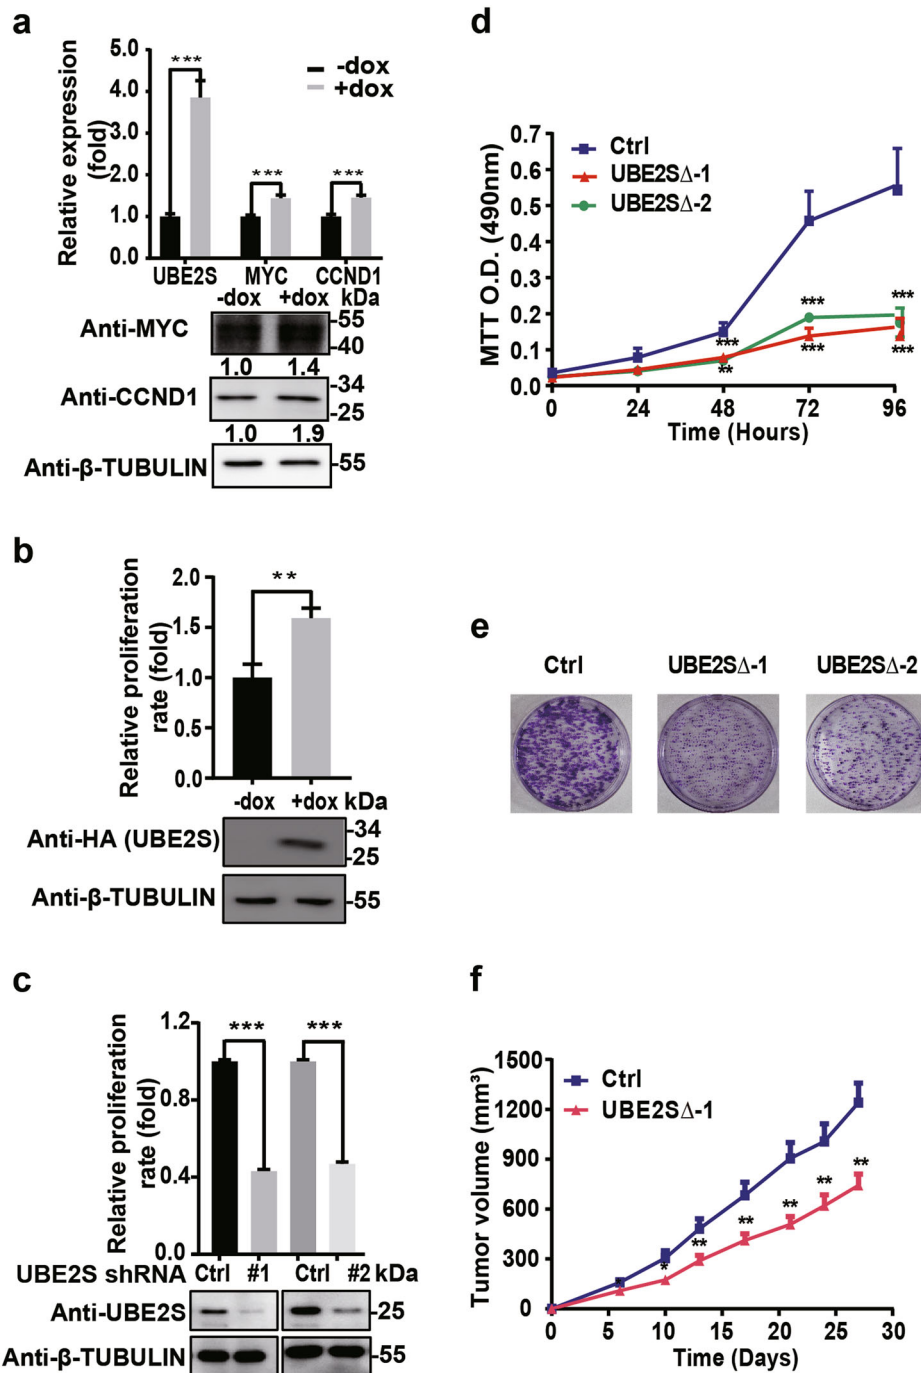 a
5.0
4.0
3.0
2.0
1.0
0.0
Relative expression
(fold)
***
***
***
-dox
+dox
UBE2S MYC CCND1
-dox +dox kDa
Anti-MYC
-55
-40
1.0 1.4
Anti-CCND1
-34
-25
1.0 1.9
Anti-β-TUBULIN
-55
b
2.0
1.5
1.0
0.5
0.0
Relative proliferation
rate (fold)
**
-dox +dox kDa
Anti-HA (UBE2S)
-34
-25
Anti-β-TUBULIN
-55
c
1.2
0.8
0.4
0.0
Relative proliferation
rate (fold)
***
***
UBE2S shRNA Ctrl #1 Ctrl #2 kDa
Anti-UBE2S
-25
Anti-β-TUBULIN
-55
d
0.7
0.6
0.5
0.4
0.3
0.2
0.1
0.0
MTT O.D. (490nm)
Ctrl
UBE2SΔ-1
UBE2SΔ-2
***
**
***
***
***
***
0 24 48 72 96
Time (Hours)
e
Ctrl UBE2SΔ-1 UBE2SΔ-2
f
1500
1200
900
600
300
0
Tumor volume (mm³)
Ctrl
UBE2SΔ-1
*
*
**
**
**
**
**
0 5 10 15 20 25 30
Time (Days)